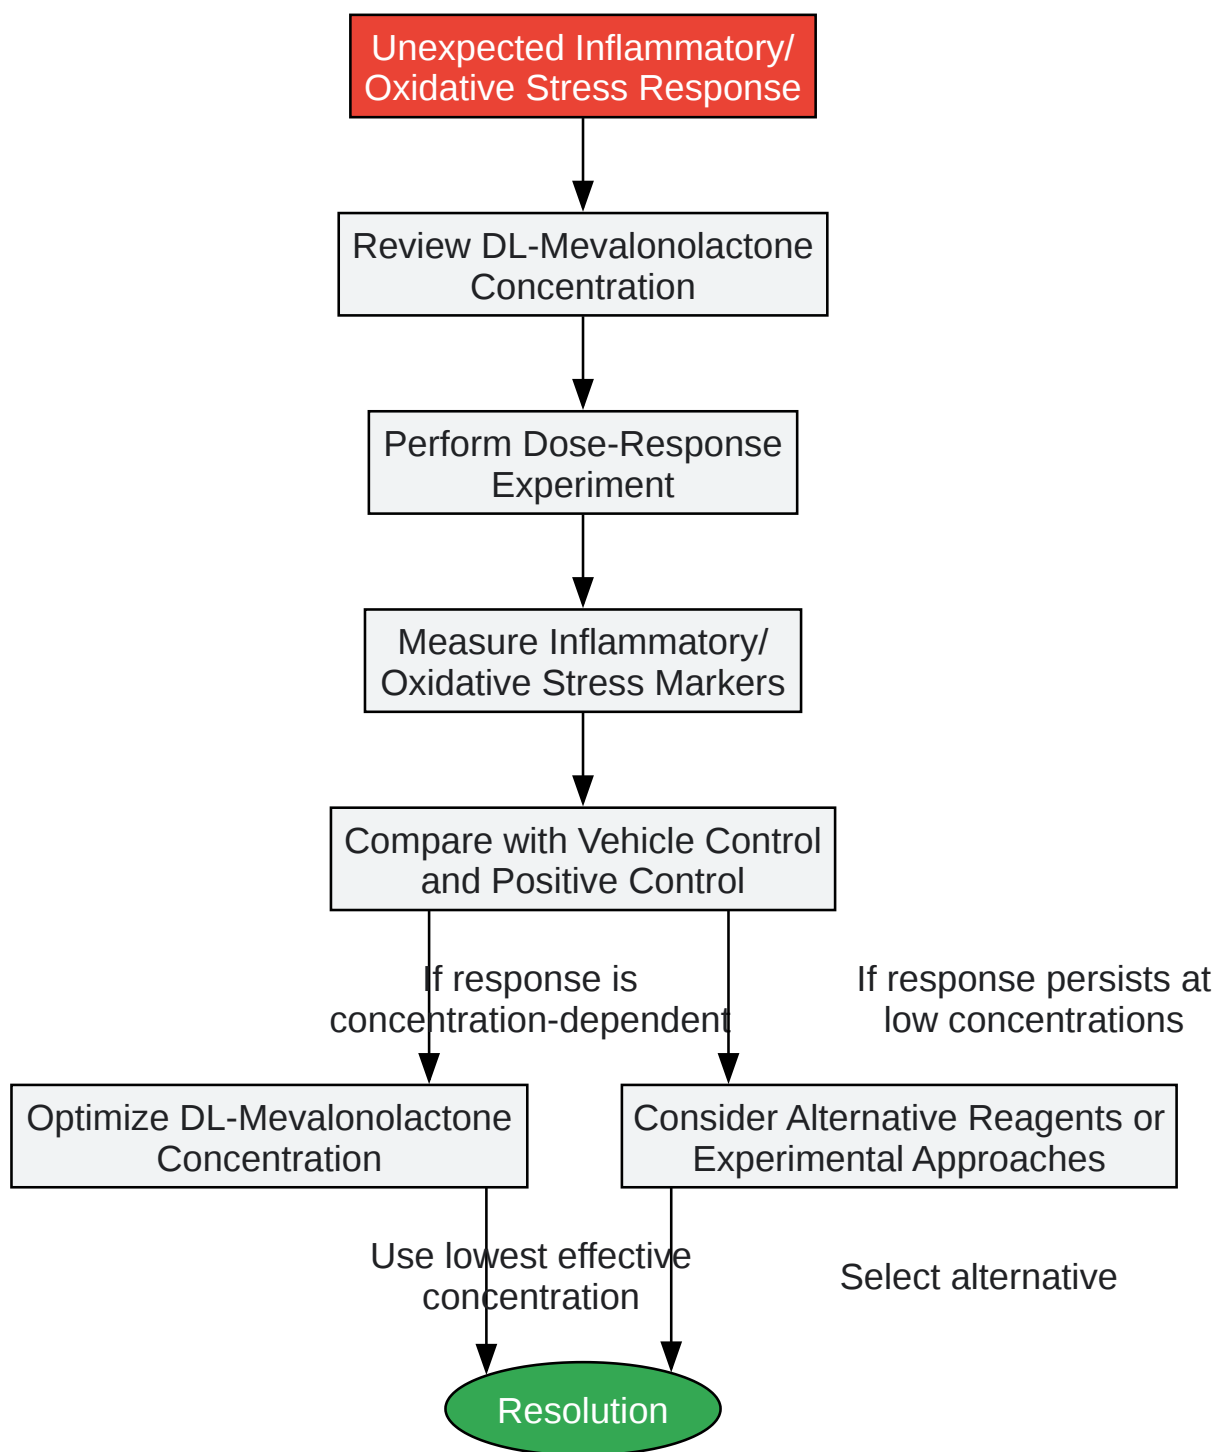 Unexpected Inflammatory/
Oxidative Stress Response
Review DL-Mevalonolactone
Concentration
Perform Dose-Response
Experiment
Measure Inflammatory/
Oxidative Stress Markers
Compare with Vehicle Control
and Positive Control
If response is
concentration-dependent
If response persists at
low concentrations
Optimize DL-Mevalonolactone
Concentration
Consider Alternative Reagents or
Experimental Approaches
Use lowest effective
concentration
Select alternative
Resolution